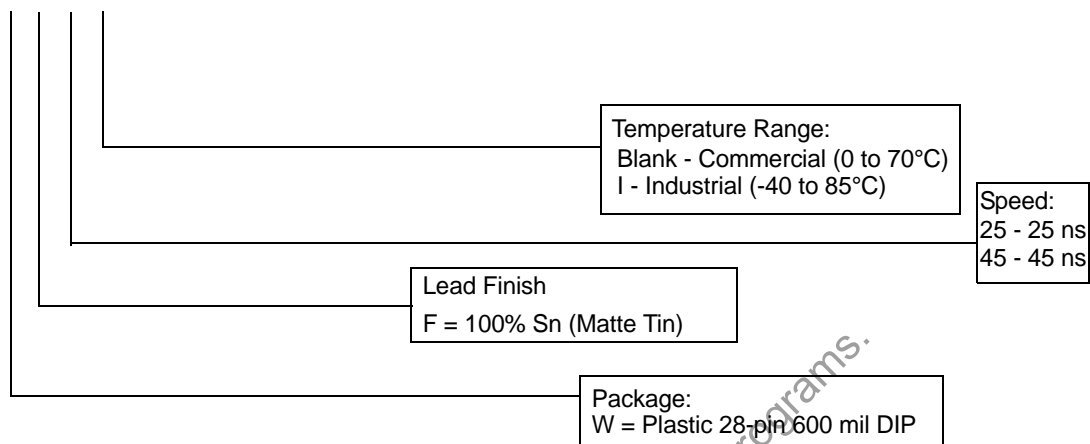 Temperature Range:
Blank - Commercial (0 to 70°C)
I - Industrial (-40 to 85°C)
Speed:
25 - 25 ns
45 - 45 ns
Lead Finish
F = 100% Sn (Matte Tin)
Package:
W = Plastic 28-pin 600 mil DIP
programs.